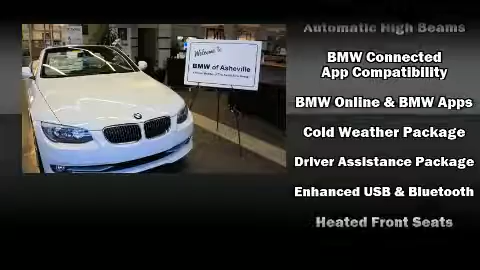 Welcome to
BMW of Asheville
Automatic High Beams
BMW Connected
App Compatibility
BMW Online & BMW Apps
Cold Weather Package
Driver Assistance Package
Enhanced USB & Bluetooth
Heated Front Seats